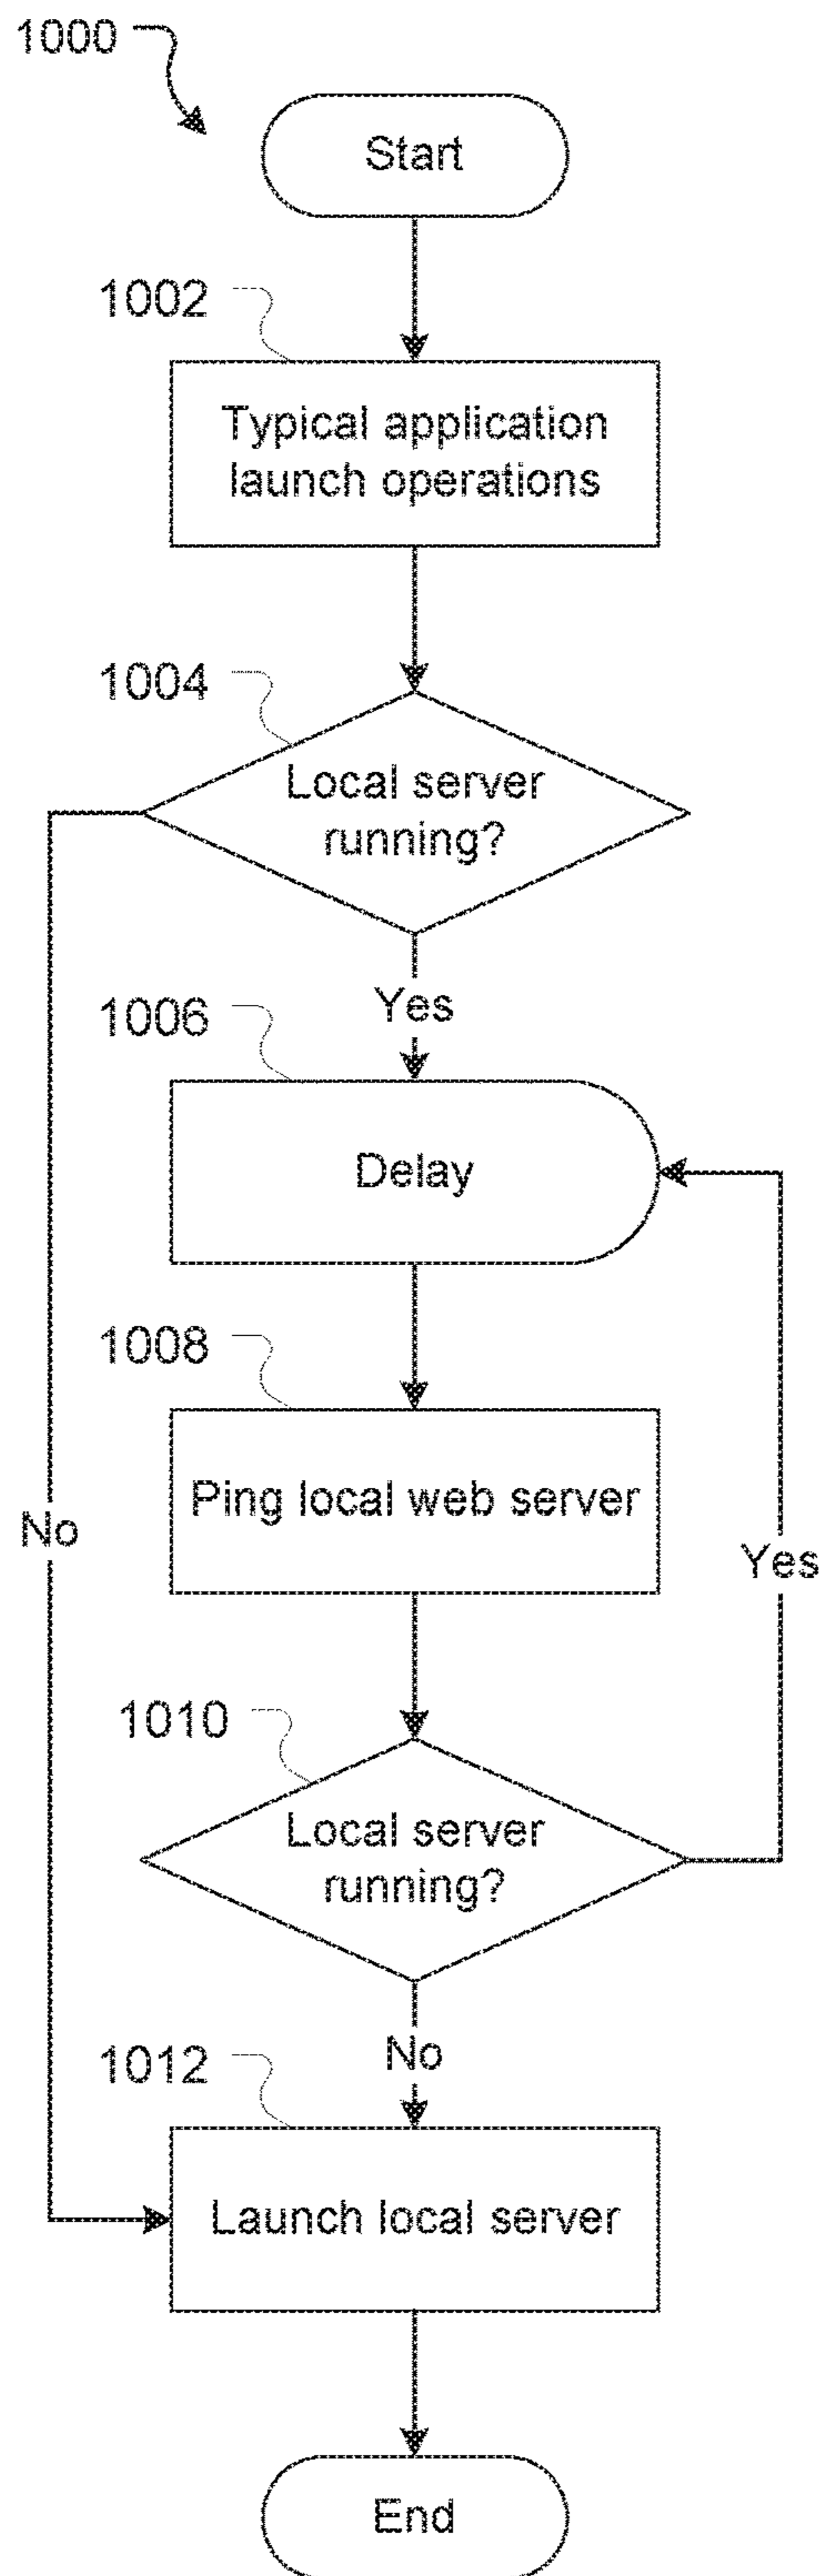 1000
Start
1002
Typical application
launch operations
1004
Local server
running?
Yes
1006
Delay
1008
Ping local web server
No
Yes
1010
Local server
running?
No
1012
Launch local server
End